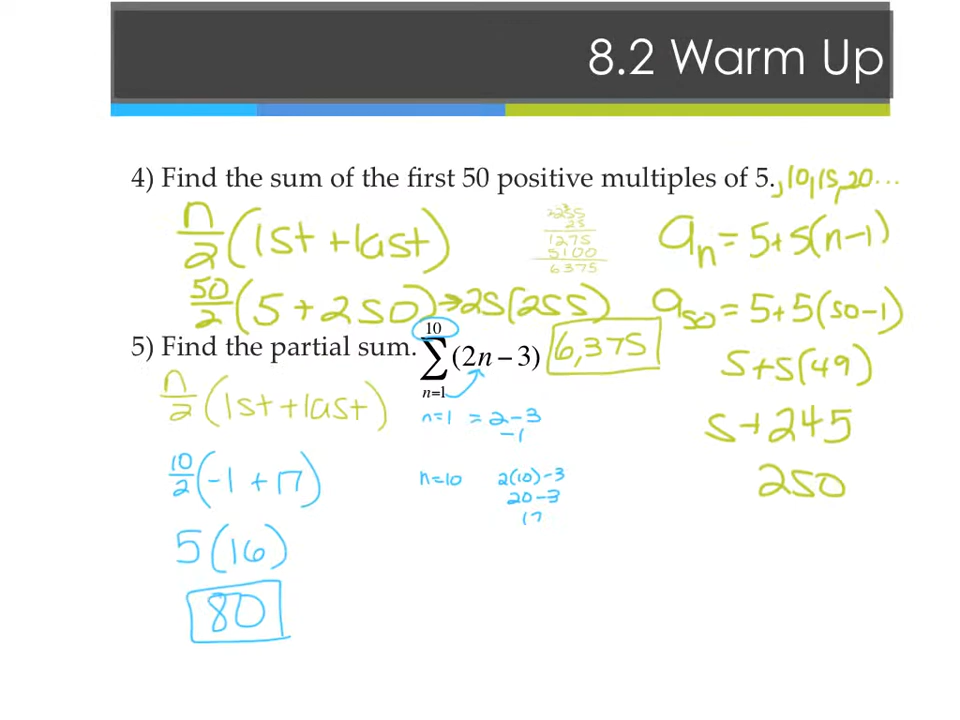 8.2 Warm Up
4) Find the sum of the first 50 positive multiples of 5. , 10, 15, 20...
n/2 (1st + last)
255
25
1275
5100
6375
aₙ = 5 + 5(n-1)
50/2 (5 + 250) → 25(255)
a₅₀ = 5 + 5(50-1)
5) Find the partial sum. 10 ∑ n=1 (2n – 3)
6,375
5 + 5(49)
n/2 (1st + last)
n=1 = 2-3
-1
5 + 245
10/2 (-1 + 17)
n=10 2(10)-3
20-3
17
250
5(16)
80